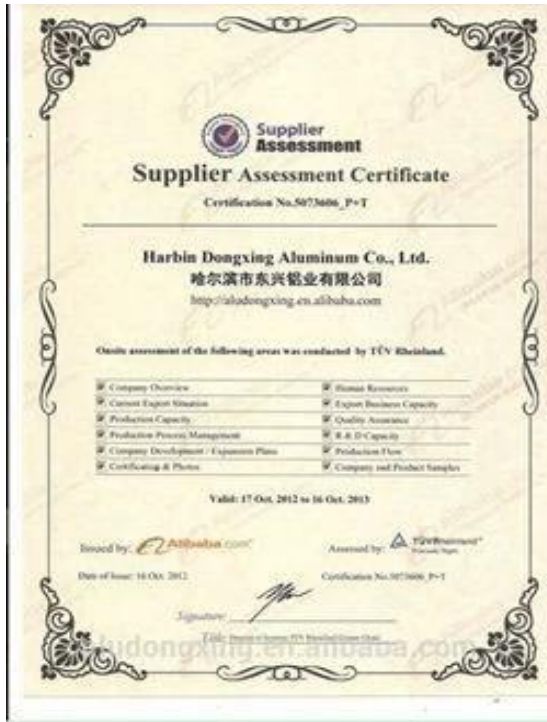 Supplier
Assessment
Supplier Assessment Certificate
Certification No.5073606_P+T
Harbin Dongxing Aluminum Co., Ltd.
哈尔滨市东兴铝业有限公司
http://aludongxing.en.alibaba.com
Onsite assessment of the following areas was conducted by TÜV Rheinland.
Company Overview
Human Resources
Current Export Situation
Export Business Capacity
Production Capacity
Quality Assurance
Production Process Management
R & D Capacity
Company Development / Expansion Plans
Production Flow
Certificating & Photos
Company and Product Samples
Valid: 17 Oct. 2012 to 16 Oct. 2013
Issued by: Alibaba.com
Assessed by: TÜVRheinland
Date of Issue: 16 Oct. 2012
Certification No.5073606_P+T
Signature:
aludongxing.en.alibaba.com